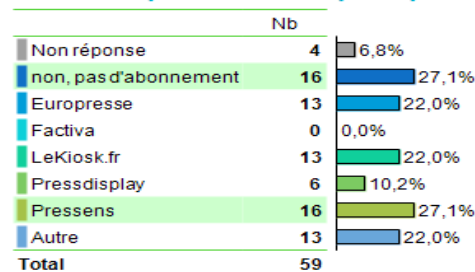 Nb
Non réponse 4 6,8%
non, pas d'abonnement 16 27,1%
Europresse 13 22,0%
Factiva 0 0,0%
LeKiosk.fr 13 22,0%
Pressdisplay 6 10,2%
Pressens 16 27,1%
Autre 13 22,0%
Total 59